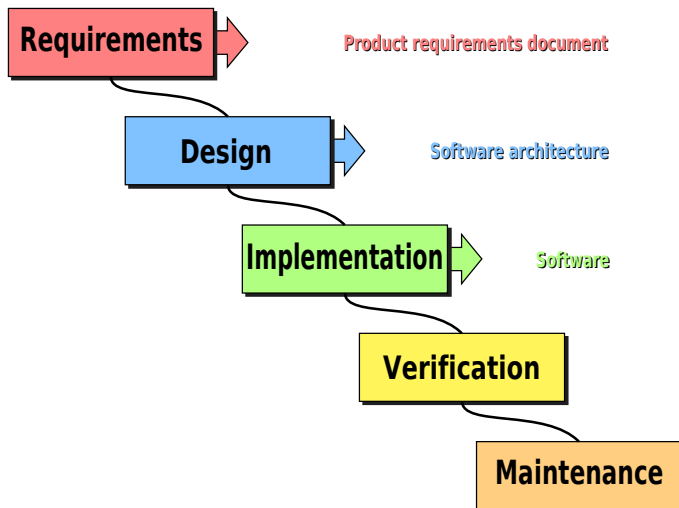 Requirements
Product requirements document
Design
Software architecture
Implementation
Software
Verification
Maintenance